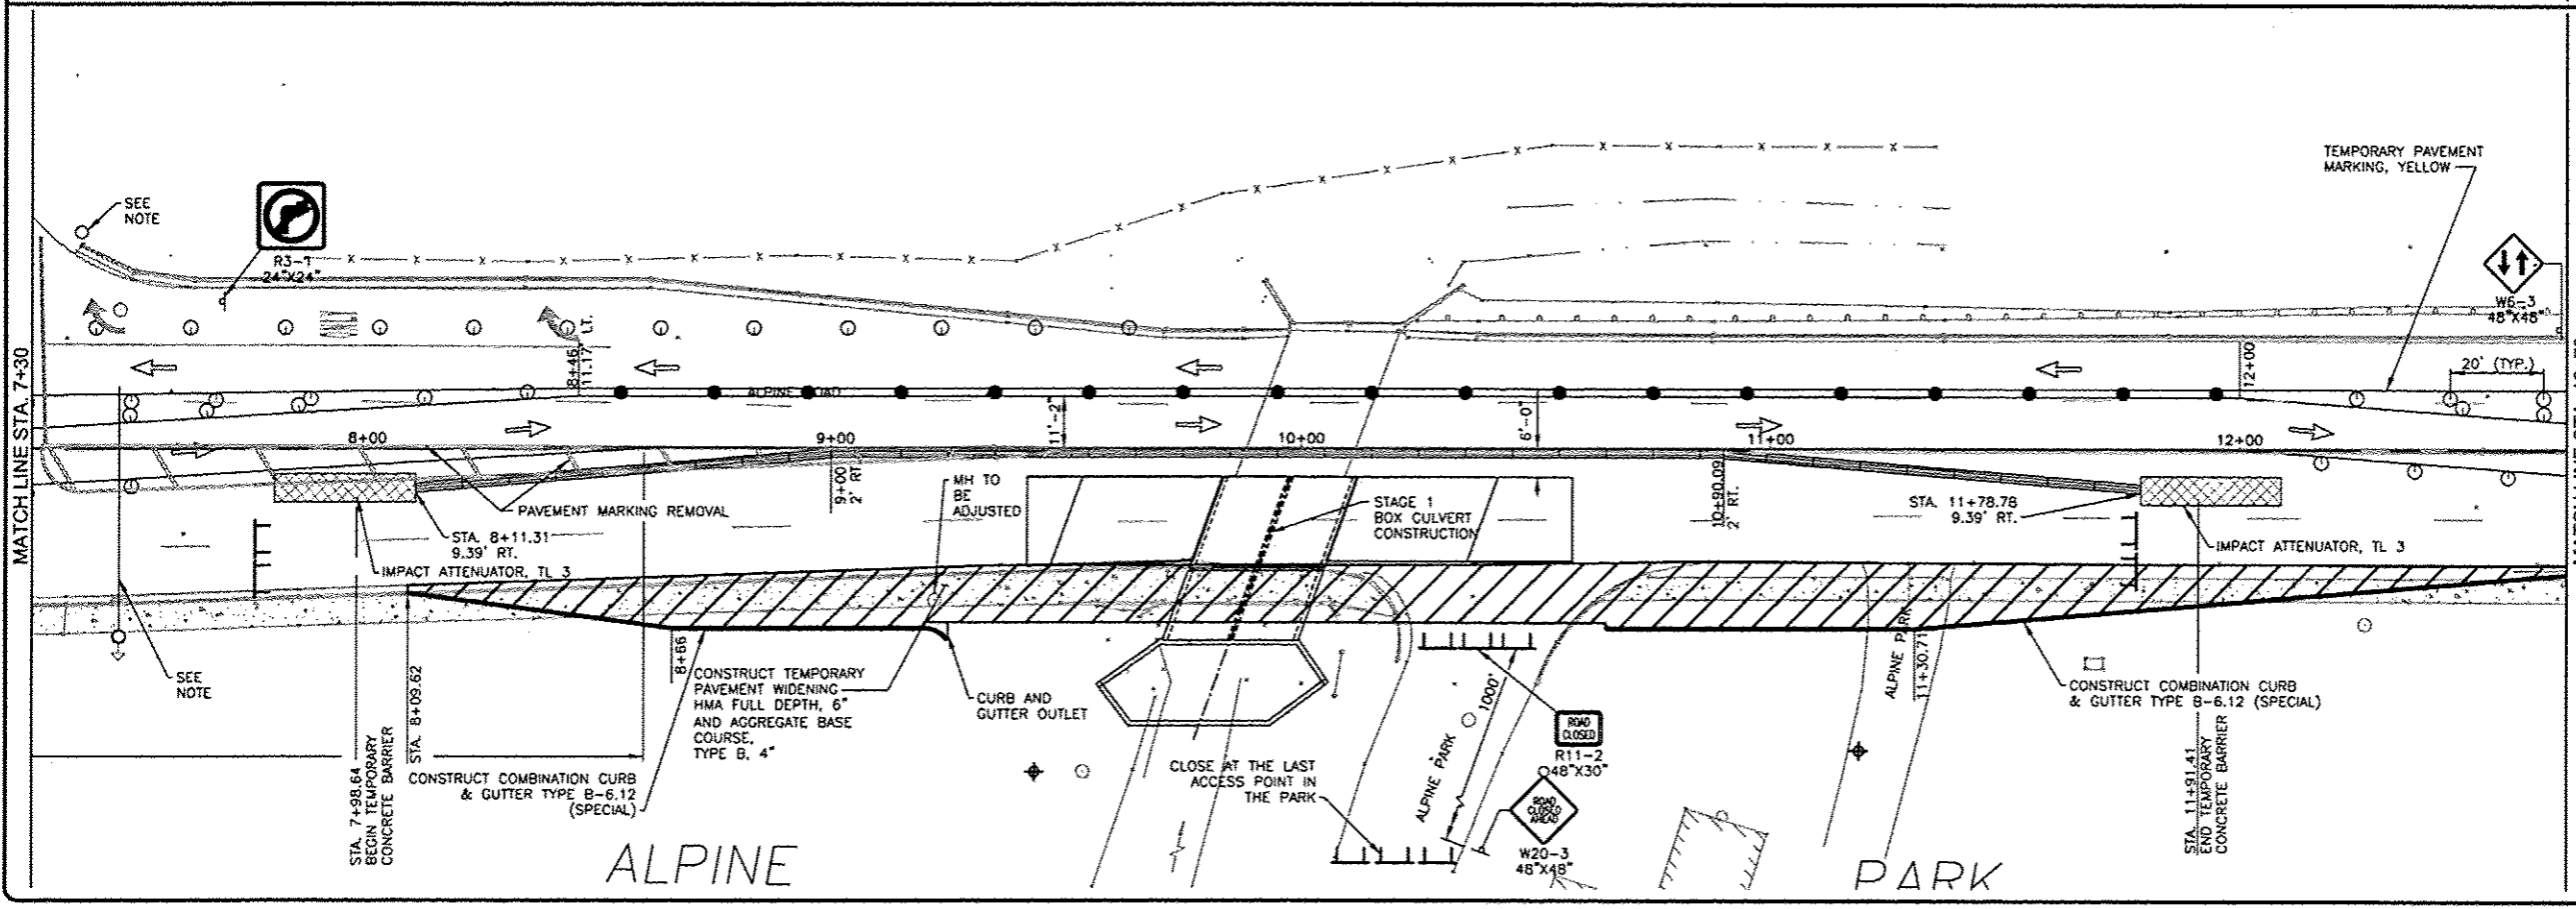 TEMPORARY PAVEMENT
MARKING, YELLOW
SEE
NOTE
R3-1
24"X24"
W6-3
48"X48"
MATCH LINE STA. 7+30
8+46
11.17' LT.
ALPINE ROAD
12+00
20' (TYP.)
11'-2"
6'-0"
8+00
9+00
10+00
11+00
12+00
9+00
2' RT.
10+90.09
2' RT.
PAVEMENT MARKING REMOVAL
MH TO
BE
ADJUSTED
STAGE 1
BOX CULVERT
CONSTRUCTION
STA. 8+11.31
9.39' RT.
STA. 11+78.78
9.39' RT.
IMPACT ATTENUATOR, TL 3
IMPACT ATTENUATOR, TL 3
SEE
NOTE
STA. 7+98.64
BEGIN TEMPORARY
CONCRETE BARRIER
STA. 8+09.62
8+66
CONSTRUCT TEMPORARY
PAVEMENT WIDENING
HMA FULL DEPTH, 6"
AND AGGREGATE BASE
COURSE,
TYPE B, 4"
CURB AND
GUTTER OUTLET
CONSTRUCT COMBINATION CURB
& GUTTER TYPE B-6.12
(SPECIAL)
CLOSE AT THE LAST
ACCESS POINT IN
THE PARK
ALPINE PARK
1000'
ROAD
CLOSED
R11-2
48"X30"
ROAD
CLOSED
AHEAD
W20-3
48"X48"
ALPINE PARK
11+30.71
CONSTRUCT COMBINATION CURB
& GUTTER TYPE B-6.12 (SPECIAL)
STA. 11+91.41
END TEMPORARY
CONCRETE BARRIER
ALPINE
PARK